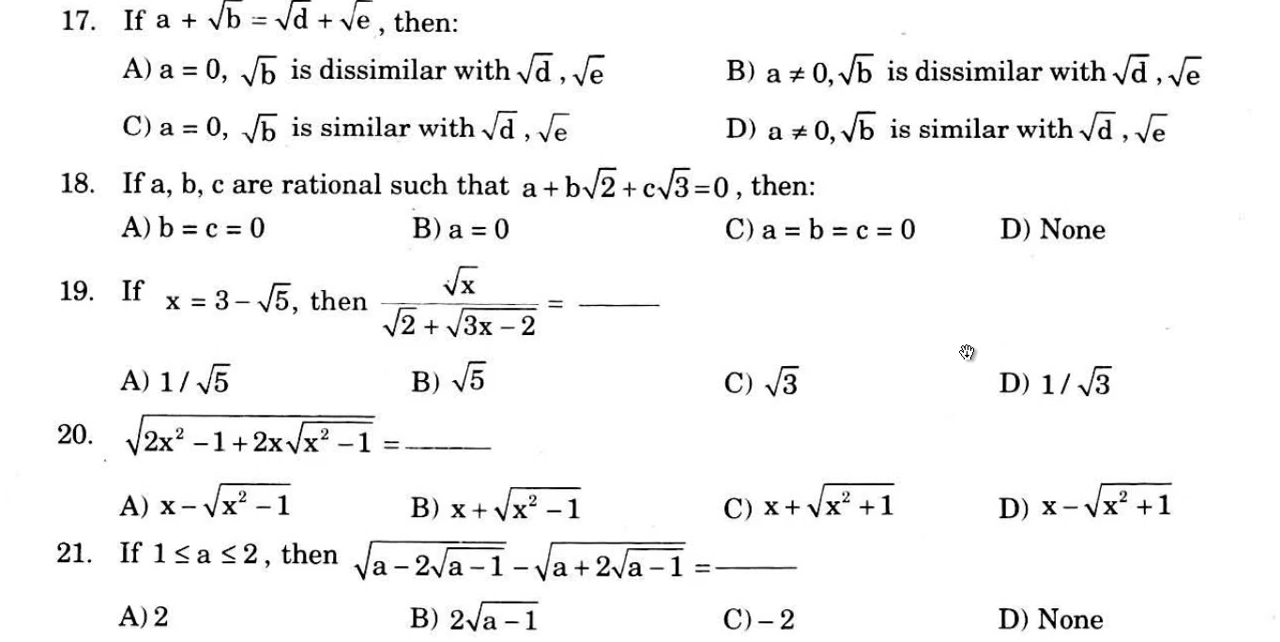 17. If a + √b = √d + √e , then:
A) a = 0, √b is dissimilar with √d , √e B) a ≠ 0, √b is dissimilar with √d , √e
C) a = 0, √b is similar with √d , √e D) a ≠ 0, √b is similar with √d , √e
18. If a, b, c are rational such that a + b√2 + c√3 = 0 , then:
A) b = c = 0 B) a = 0 C) a = b = c = 0 D) None
19. If x = 3 − √5, then √x / (√2 + √(3x − 2)) = ______
A) 1 / √5 B) √5 C) √3 D) 1 / √3
20. √(2x² − 1 + 2x√(x² − 1)) = ______
A) x − √(x² − 1) B) x + √(x² − 1) C) x + √(x² + 1) D) x − √(x² + 1)
21. If 1 ≤ a ≤ 2 , then √(a − 2√(a − 1)) − √(a + 2√(a − 1)) = ______
A) 2 B) 2√(a − 1) C) − 2 D) None